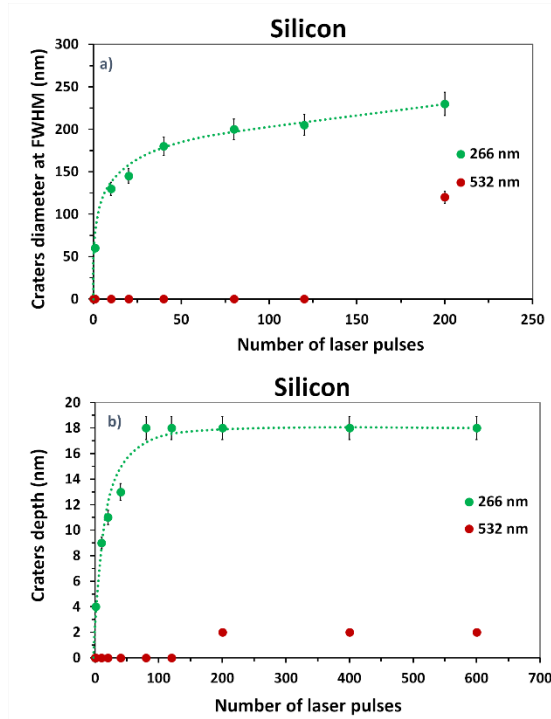 Silicon
a)
300
250
200
150
100
50
0
Craters diameter at FWHM (nm)
266 nm
532 nm
0 50 100 150 200 250
Number of laser pulses
Silicon
b)
20
18
16
14
12
10
8
6
4
2
0
Craters depth (nm)
266 nm
532 nm
0 100 200 300 400 500 600 700
Number of laser pulses